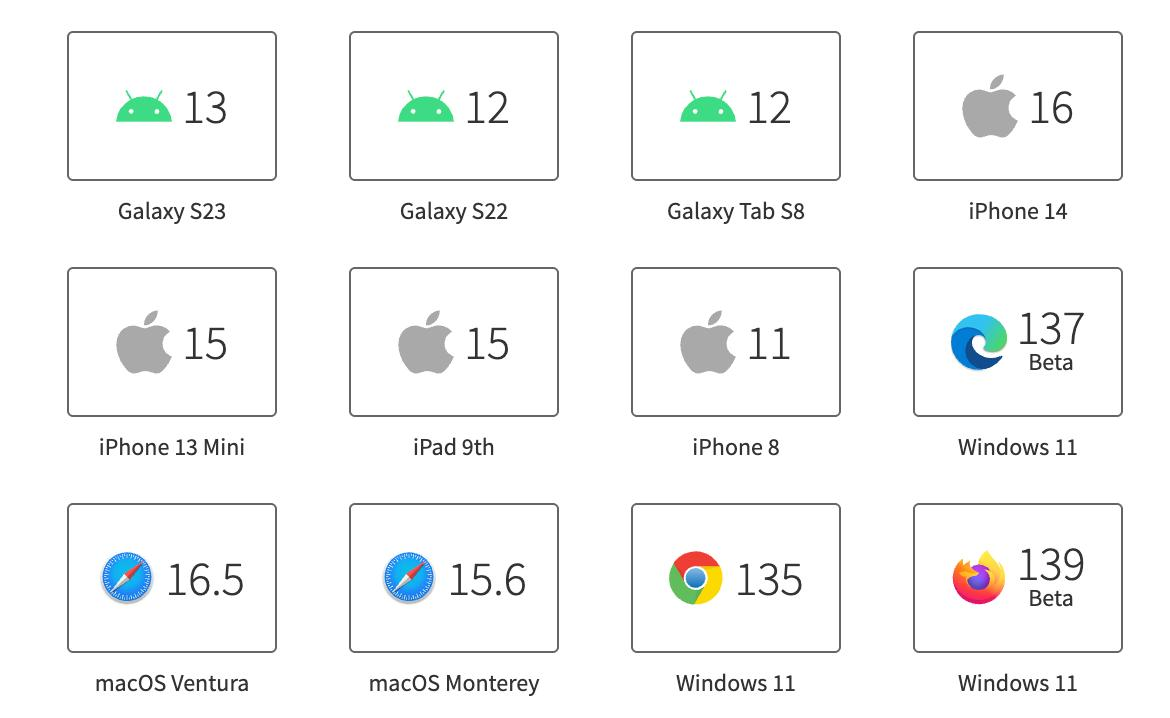 13
12
12
16
Galaxy S23
Galaxy S22
Galaxy Tab S8
iPhone 14
15
15
11
137
Beta
iPhone 13 Mini
iPad 9th
iPhone 8
Windows 11
16.5
15.6
135
139
Beta
macOS Ventura
macOS Monterey
Windows 11
Windows 11